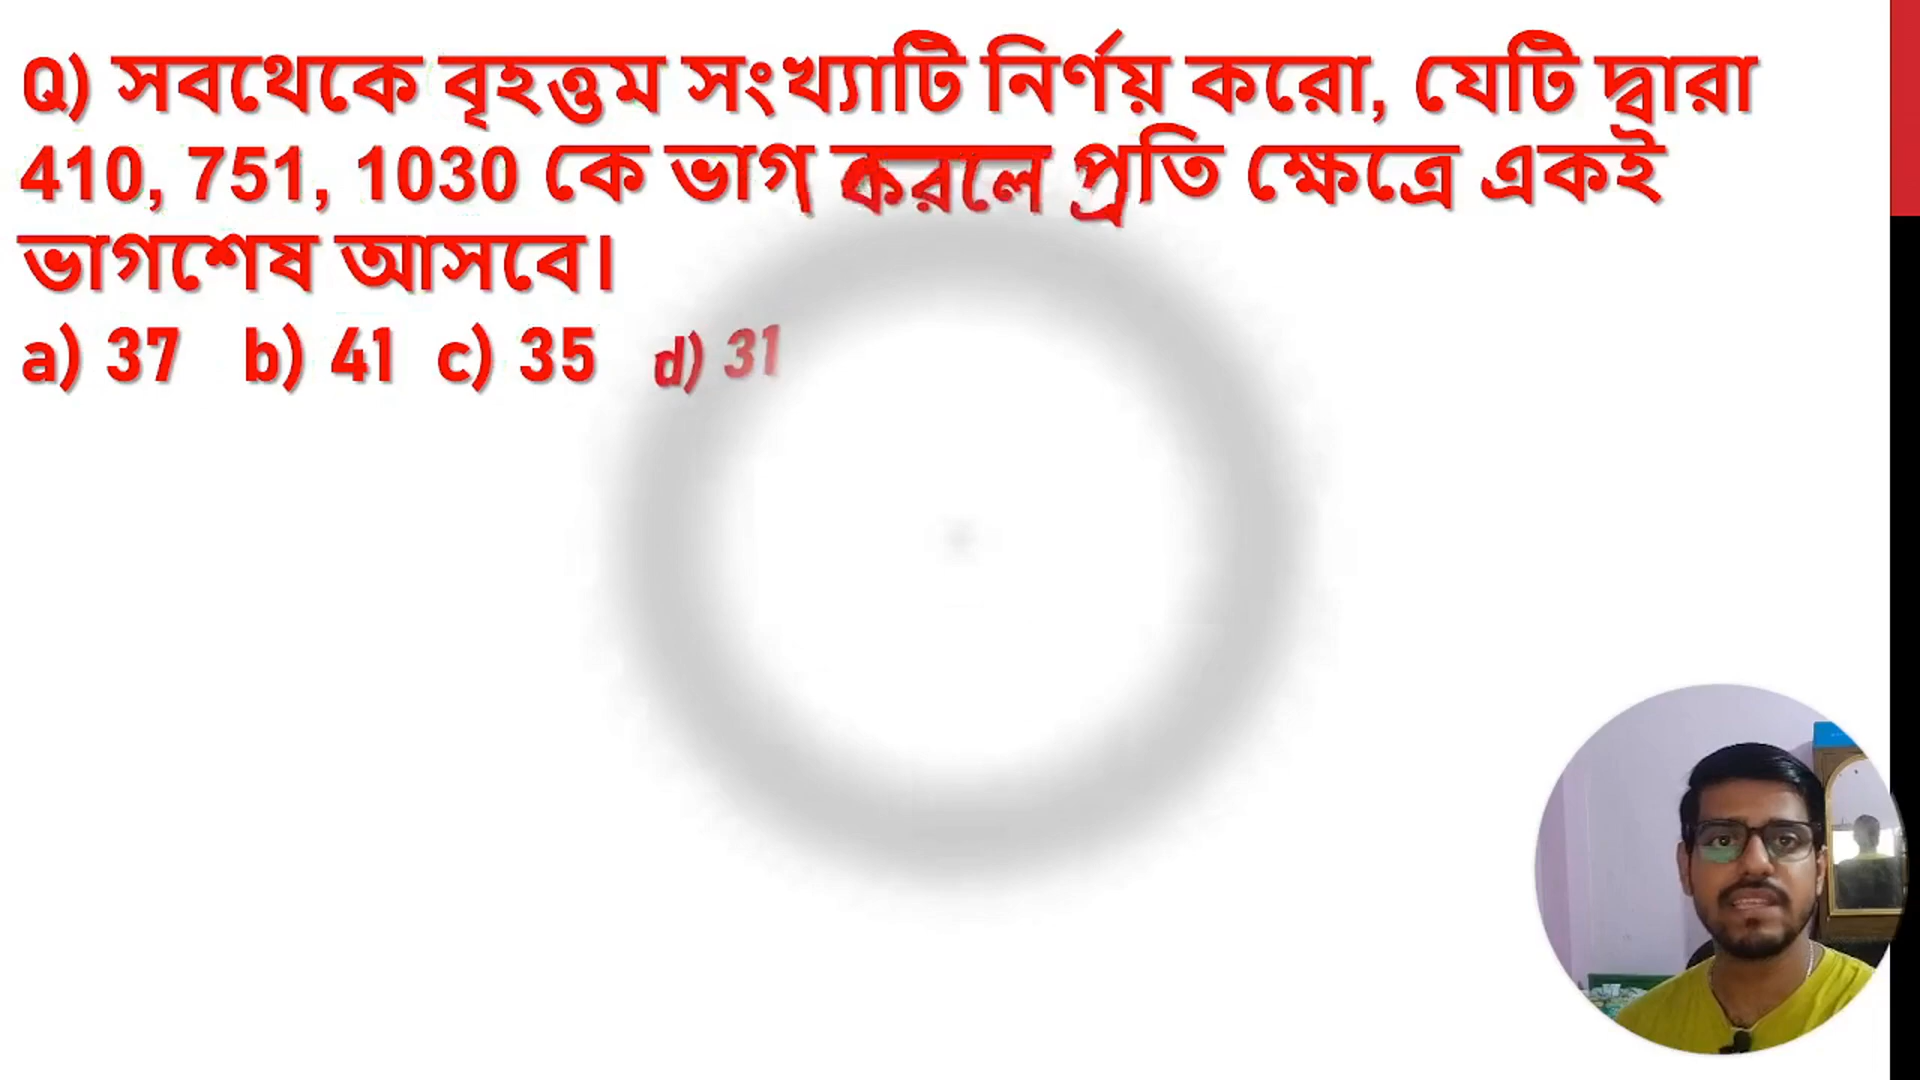 Q) সবথেকে বৃহত্তম সংখ্যাটি নির্ণয় করো, যেটি দ্বারা
410, 751, 1030 কে ভাগ করলে প্রতি ক্ষেত্রে একই
ভাগশেষ আসবে।
a) 37 b) 41 c) 35 d) 31